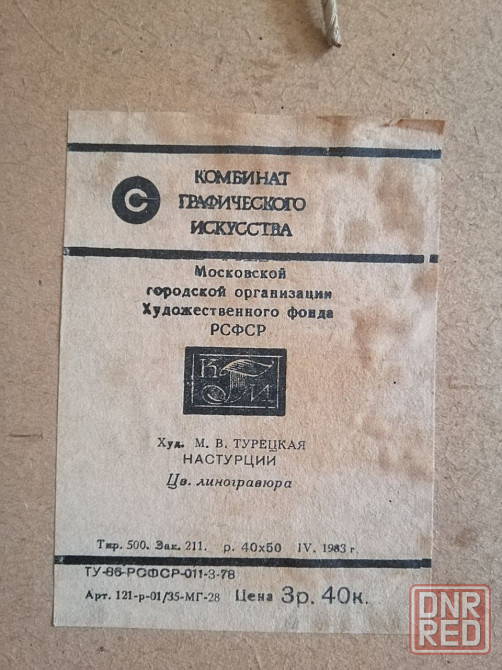 С
КОМБИНАТ
ГРАФИЧЕСКОГО
ИСКУССТВА
Московской
городской организации
Художественного фонда
РСФСР
КГИ
Худ. М. В. ТУРЕЦКАЯ
НАСТУРЦИИ
Цв. линогравюра
Тир. 500. Зак. 211. р. 40х50 IV. 1983 г.
ТУ-86-РСФСР-011-3-78
Арт. 121-р-01/35-МГ-28 Цена 3р. 40к.
DNR
RED